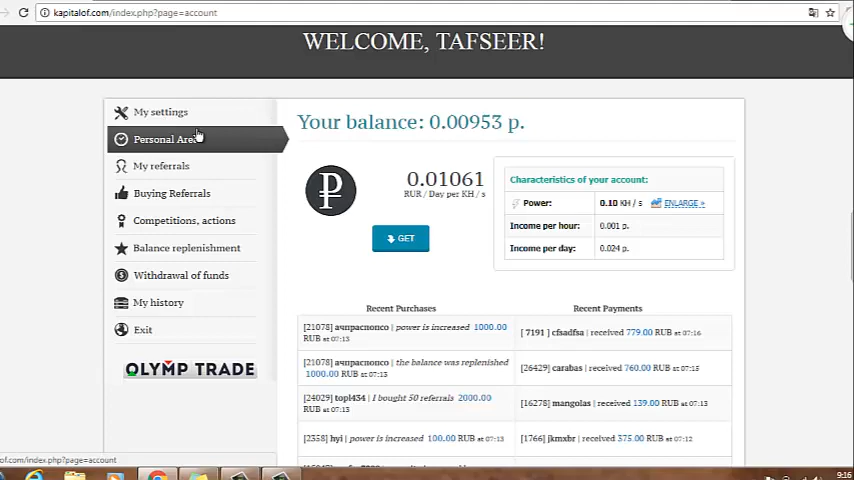 kapitalof.com/index.php?page=account
WELCOME, TAFSEER!
My settings
Personal Area
My referrals
Buying Referrals
Competitions, actions
Balance replenishment
Withdrawal of funds
My history
Exit
OLYMP TRADE
Your balance: 0.00953 p.
0.01061
RUR / Day per KH / s
GET
Characteristics of your account:
Power: 0.10 KH / s ENLARGE »
Income per hour: 0.001 p.
Income per day: 0.024 p.
Recent Purchases
[21078] ачпраспопсо | power is increased 1000.00
RUB at 07:13
[21078] ачпраспопсо | the balance was replenished
1000.00 RUB at 07:13
[24029] topl434 | I bought 50 referrals 2000.00
RUB at 07:13
[2358] hyi | power is increased 100.00 RUB at 07:13
Recent Payments
[ 7191 ] cfsadfsa | received 779.00 RUB at 07:16
[26429] carabas | received 760.00 RUB at 07:15
[16278] mangolas | received 139.00 RUB at 07:13
[1766] jkmxbr | received 375.00 RUB at 07:12
of.com/index.php?page=account
9:16